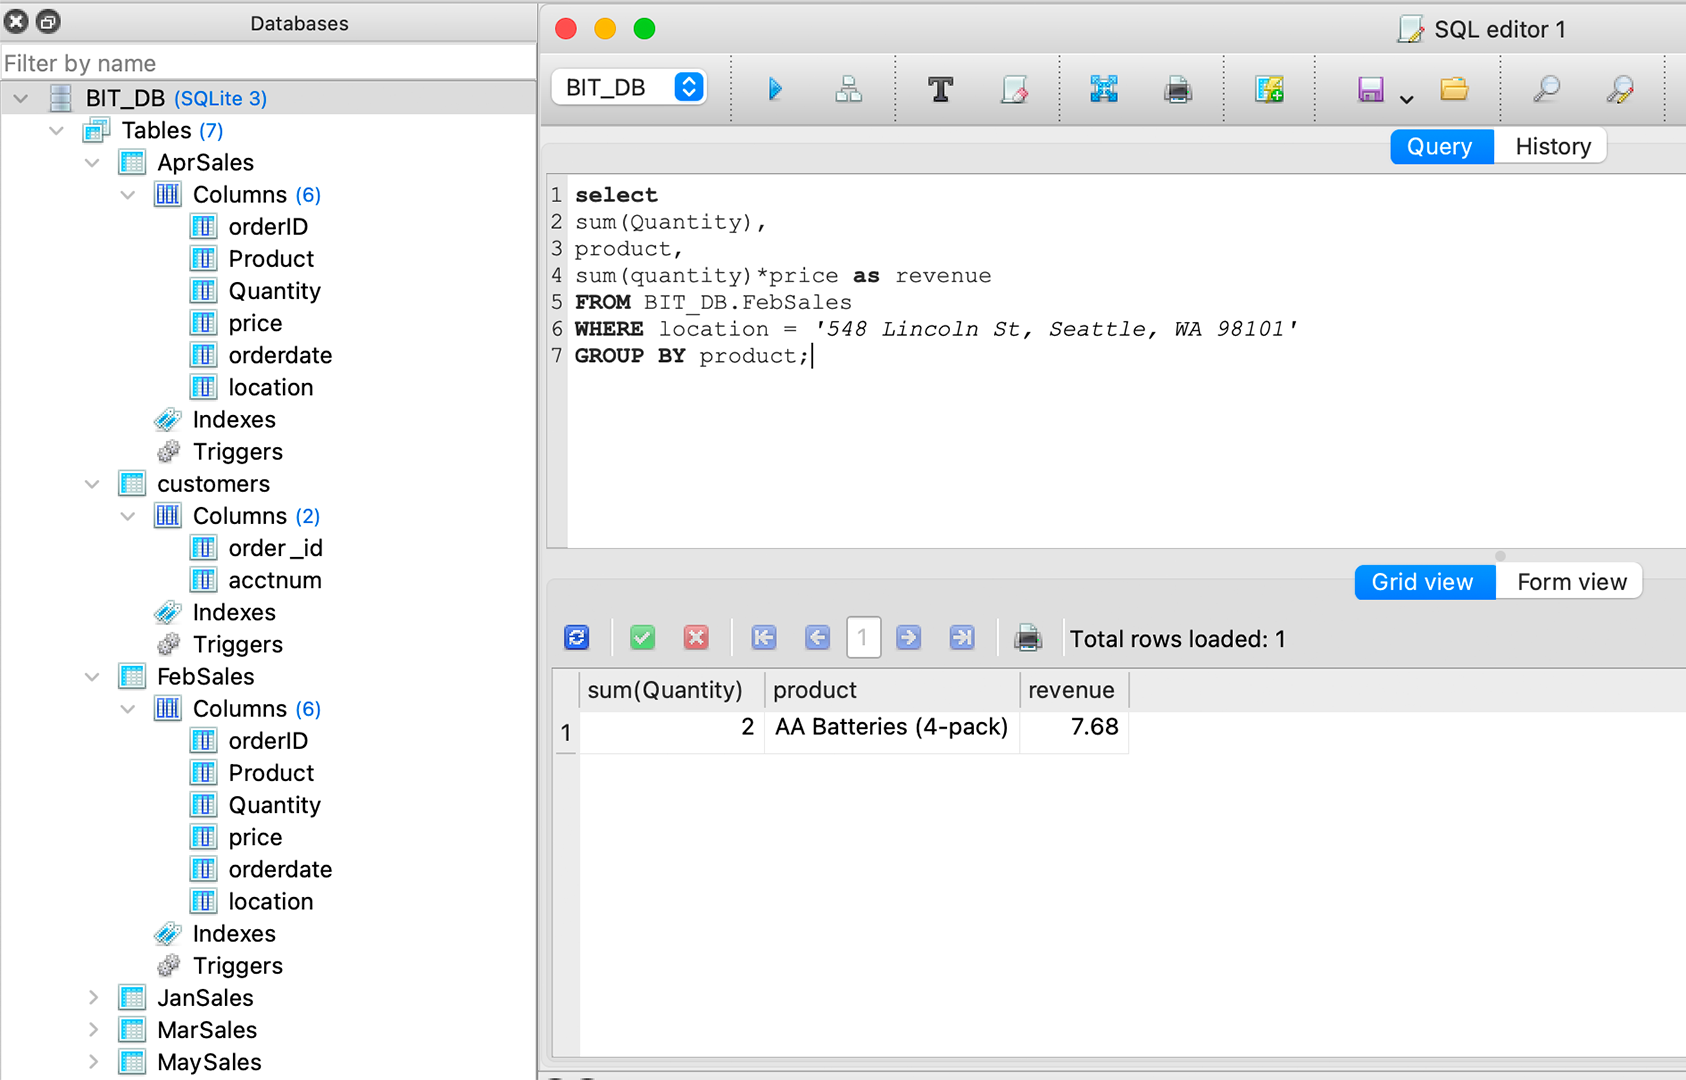 Databases
Filter by name
BIT_DB (SQLite 3)
Tables (7)
AprSales
Columns (6)
orderID
Product
Quantity
price
orderdate
location
Indexes
Triggers
customers
Columns (2)
order _id
acctnum
Indexes
Triggers
FebSales
Columns (6)
orderID
Product
Quantity
price
orderdate
location
Indexes
Triggers
JanSales
MarSales
MaySales
SQL editor 1
BIT_DB
Query History
1 select
2 sum(Quantity),
3 product,
4 sum(quantity)*price as revenue
5 FROM BIT_DB.FebSales
6 WHERE location = '548 Lincoln St, Seattle, WA 98101'
7 GROUP BY product;
Grid view Form view
1 Total rows loaded: 1
sum(Quantity) product revenue
1 2 AA Batteries (4-pack) 7.68